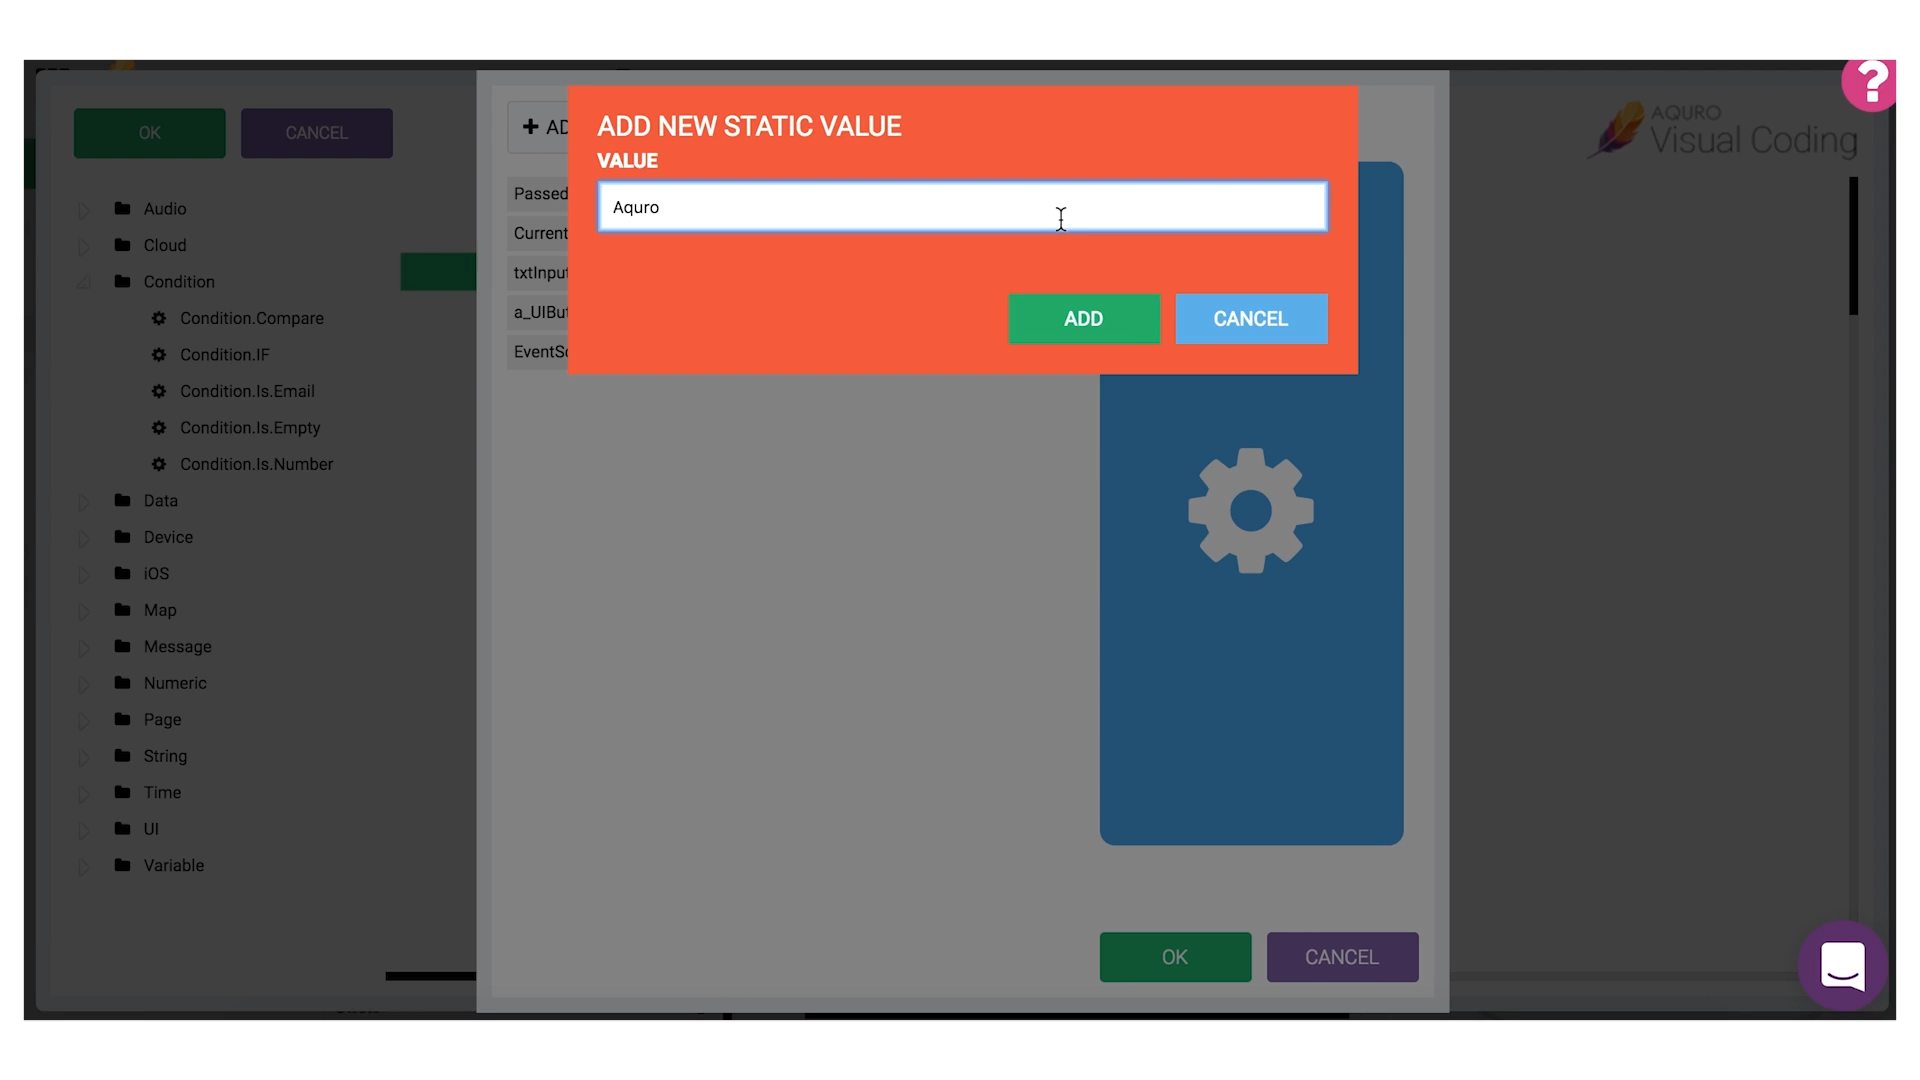 OK
CANCEL
Audio
Cloud
Condition
Condition.Compare
Condition.IF
Condition.Is.Email
Condition.Is.Empty
Condition.Is.Number
Data
Device
iOS
Map
Message
Numeric
Page
String
Time
UI
Variable
+ AD
Passed
Current
txtInput
a_UIBut
EventSo
ADD NEW STATIC VALUE
VALUE
Aquro
ADD
CANCEL
OK
CANCEL
AQURO
Visual Coding
?